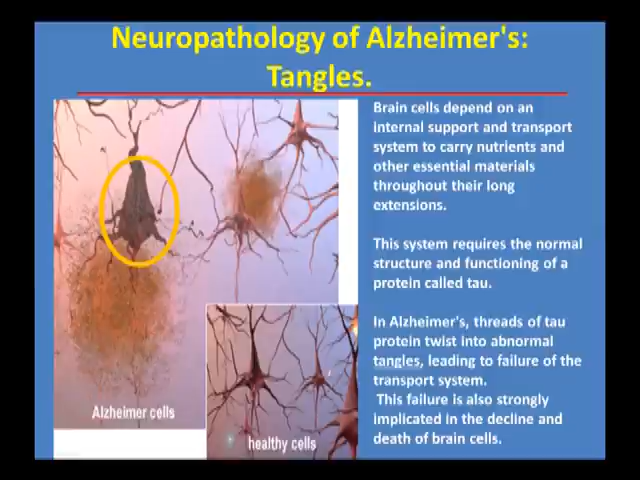 Neuropathology of Alzheimer's:
Tangles.
Brain cells depend on an
internal support and transport
system to carry nutrients and
other essential materials
throughout their long
extensions.
This system requires the normal
structure and functioning of a
protein called tau.
In Alzheimer's, threads of tau
protein twist into abnormal
tangles, leading to failure of the
transport system.
This failure is also strongly
implicated in the decline and
death of brain cells.
Alzheimer cells
healthy cells